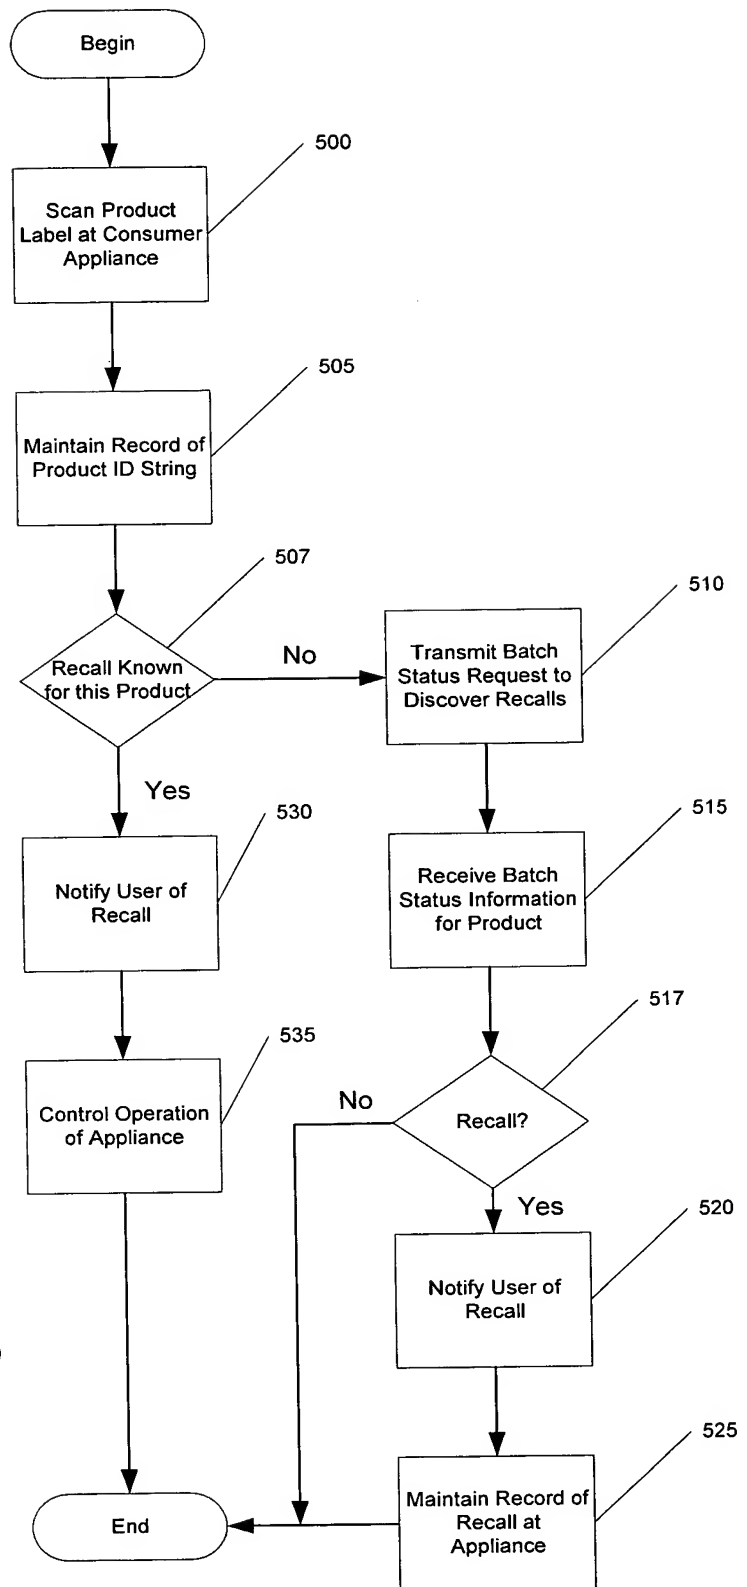 Begin
500
Scan Product
Label at Consumer
Appliance
505
Maintain Record of
Product ID String
507
Recall Known
for this Product
No
510
Transmit Batch
Status Request to
Discover Recalls
Yes
530
Notify User of
Recall
515
Receive Batch
Status Information
for Product
535
Control Operation
of Appliance
517
Recall?
No
Yes
520
Notify User of
Recall
525
Maintain Record of
Recall at
Appliance
End